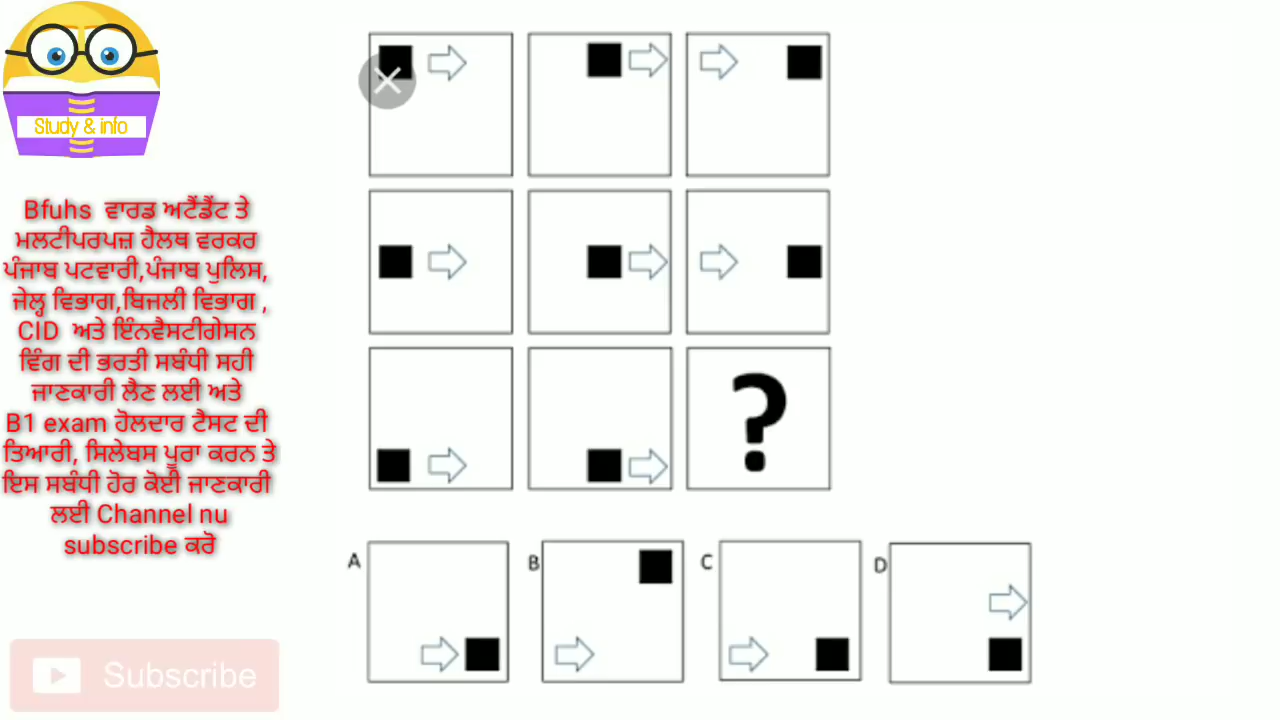 Study & info
Bfuhs ਵਾਰਡ ਅਟੈਂਡੈਂਟ ਤੇ
ਮਲਟੀਪਰਪਜ਼ ਹੈਲਥ ਵਰਕਰ
ਪੰਜਾਬ ਪਟਵਾਰੀ,ਪੰਜਾਬ ਪੁਲਿਸ,
ਜੇਲ੍ਹ ਵਿਭਾਗ,ਬਿਜਲੀ ਵਿਭਾਗ ,
CID ਅਤੇ ਇੰਨਵੈਸਟੀਗੇਸਨ
ਵਿੰਗ ਦੀ ਭਰਤੀ ਸਬੰਧੀ ਸਹੀ
ਜਾਣਕਾਰੀ ਲੈਣ ਲਈ ਅਤੇ
B1 exam ਹੋਲਦਾਰ ਟੈਸਟ ਦੀ
ਤਿਆਰੀ, ਸਿਲੇਬਸ ਪੂਰਾ ਕਰਨ ਤੇ
ਇਸ ਸਬੰਧੀ ਹੋਰ ਕੋਈ ਜਾਣਕਾਰੀ
ਲਈ Channel nu
subscribe ਕਰੋ
Subscribe
?
A B C D